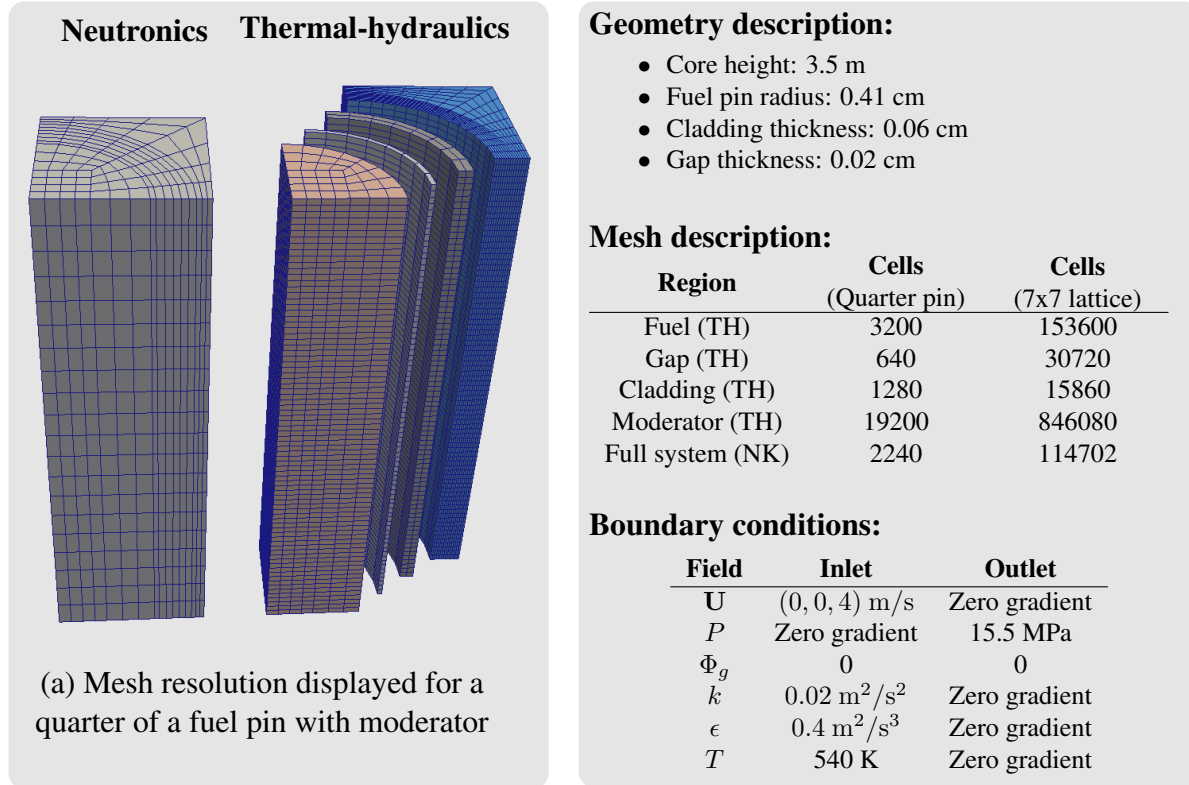 Neutronics Thermal-hydraulics
(a) Mesh resolution displayed for a
quarter of a fuel pin with moderator
Geometry description:
• Core height: 3.5 m
• Fuel pin radius: 0.41 cm
• Cladding thickness: 0.06 cm
• Gap thickness: 0.02 cm
Mesh description:
Region Cells (Quarter pin) Cells (7x7 lattice)
Fuel (TH) 3200 153600
Gap (TH) 640 30720
Cladding (TH) 1280 15860
Moderator (TH) 19200 846080
Full system (NK) 2240 114702
Boundary conditions:
Field Inlet Outlet
U (0, 0, 4) m/s Zero gradient
P Zero gradient 15.5 MPa
Φg 0 0
k 0.02 m²/s² Zero gradient
ϵ 0.4 m²/s³ Zero gradient
T 540 K Zero gradient